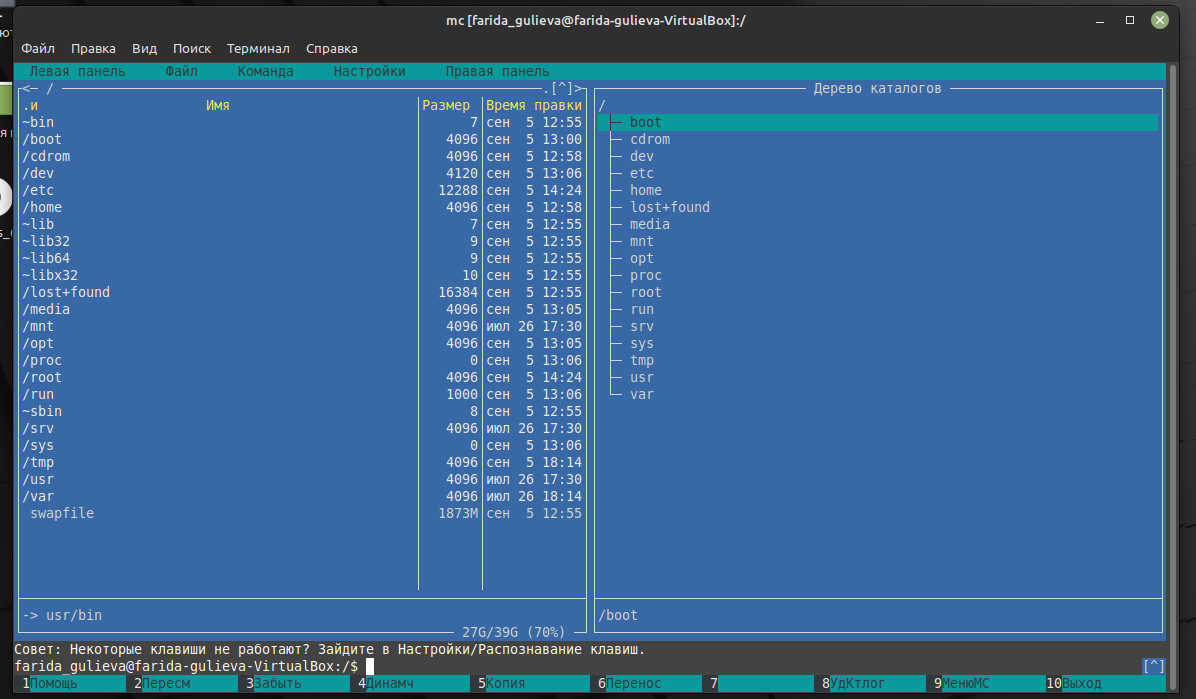 mc [farida_gulieva@farida-gulieva-VirtualBox]:/
Файл Правка Вид Поиск Терминал Справка
Левая панель Файл Команда Настройки Правая панель
<─ / .[^]> Дерево каталогов
.и Имя Размер Время правки /
~bin 7 сен 5 12:55 boot
/boot 4096 сен 5 13:00 cdrom
/cdrom 4096 сен 5 12:58 dev
/dev 4120 сен 5 13:06 etc
/etc 12288 сен 5 14:24 home
/home 4096 сен 5 12:58 lost+found
~lib 7 сен 5 12:55 media
~lib32 9 сен 5 12:55 mnt
~lib64 9 сен 5 12:55 opt
~libx32 10 сен 5 12:55 proc
/lost+found 16384 сен 5 12:55 root
/media 4096 сен 5 13:05 run
/mnt 4096 июл 26 17:30 srv
/opt 4096 сен 5 13:05 sys
/proc 0 сен 5 13:06 tmp
/root 4096 сен 5 14:24 usr
/run 1000 сен 5 13:06 var
~sbin 8 сен 5 12:55
/srv 4096 июл 26 17:30
/sys 0 сен 5 13:06
/tmp 4096 сен 5 18:14
/usr 4096 июл 26 17:30
/var 4096 июл 26 18:14
swapfile 1873M сен 5 12:55
-> usr/bin /boot
27G/39G (70%)
Совет: Некоторые клавиши не работают? Зайдите в Настройки/Распознавание клавиш.
farida_gulieva@farida-gulieva-VirtualBox:/$ [^]
1Помощь 2Пересм 3Забыть 4Динамч 5Копия 6Перенос 7 8УдКтлог 9МенюМС 10Выход